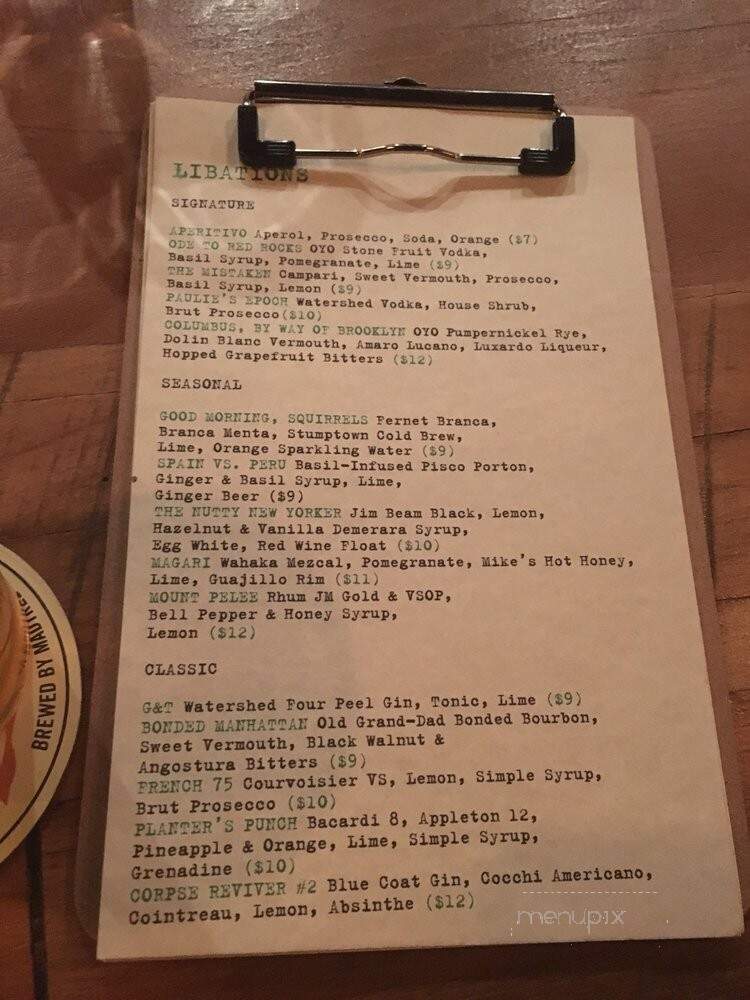 LIBATIONS
SIGNATURE
APERITIVO Aperol, Prosecco, Soda, Orange ($7)
ODE TO RED ROCKS OYO Stone Fruit Vodka,
Basil Syrup, Pomegranate, Lime ($9)
THE MISTAKEN Campari, Sweet Vermouth, Prosecco,
Basil Syrup, Lemon ($9)
PAULIE'S EPOCH Watershed Vodka, House Shrub,
Brut Prosecco($10)
COLUMBUS, BY WAY OF BROOKLYN OYO Pumpernickel Rye,
Dolin Blanc Vermouth, Amaro Lucano, Luxardo Liqueur,
Hopped Grapefruit Bitters ($12)
SEASONAL
GOOD MORNING, SQUIRRELS Fernet Branca,
Branca Menta, Stumptown Cold Brew,
Lime, Orange Sparkling Water ($9)
SPAIN VS. PERU Basil-Infused Pisco Porton,
Ginger & Basil Syrup, Lime,
Ginger Beer ($9)
THE NUTTY NEW YORKER Jim Beam Black, Lemon,
Hazelnut & Vanilla Demerara Syrup,
Egg White, Red Wine Float ($10)
MAGARI Wahaka Mezcal, Pomegranate, Mike's Hot Honey,
Lime, Guajillo Rim ($11)
MOUNT PELEE Rhum JM Gold & VSOP,
Bell Pepper & Honey Syrup,
Lemon ($12)
CLASSIC
G&T Watershed Four Peel Gin, Tonic, Lime ($9)
BONDED MANHATTAN Old Grand-Dad Bonded Bourbon,
Sweet Vermouth, Black Walnut &
Angostura Bitters ($9)
FRENCH 75 Courvoisier VS, Lemon, Simple Syrup,
Brut Prosecco ($10)
PLANTER'S PUNCH Bacardi 8, Appleton 12,
Pineapple & Orange, Lime, Simple Syrup,
Grenadine ($10)
CORPSE REVIVER #2 Blue Coat Gin, Cocchi Americano,
Cointreau, Lemon, Absinthe ($12)
BREWED BY
menupix